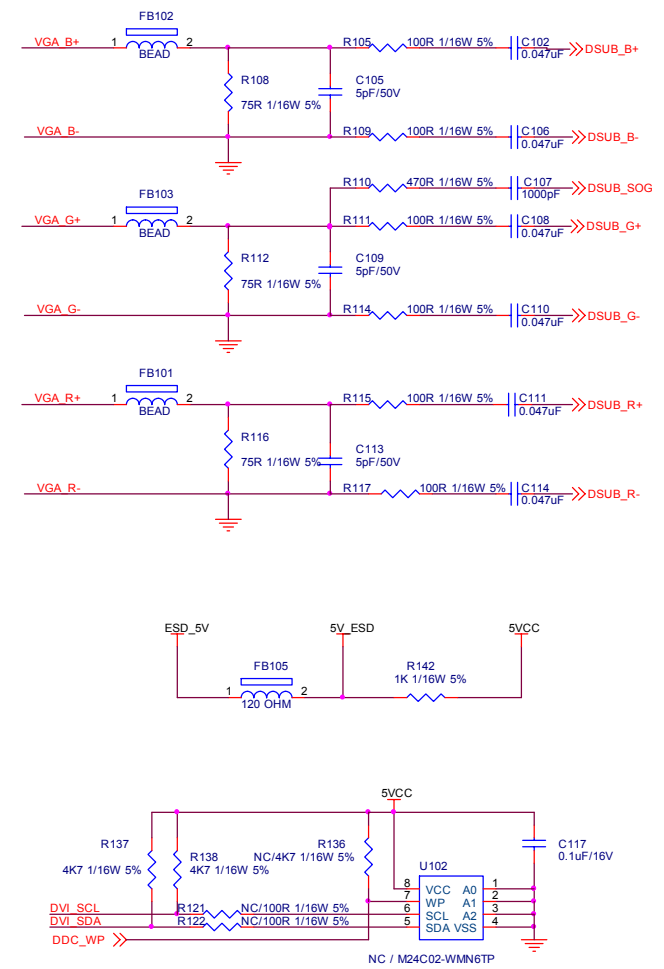 FB102
VGA_B+
1
2
BEAD
R105
100R 1/16W 5%
C102
0.047uF
DSUB_B+
R108
75R 1/16W 5%
C105
5pF/50V
VGA_B-
R109
100R 1/16W 5%
C106
0.047uF
DSUB_B-
R110
470R 1/16W 5%
C107
1000pF
DSUB_SOG
FB103
VGA_G+
1
2
BEAD
R111
100R 1/16W 5%
C108
0.047uF
DSUB_G+
R112
75R 1/16W 5%
C109
5pF/50V
VGA_G-
R114
100R 1/16W 5%
C110
0.047uF
DSUB_G-
FB101
VGA_R+
1
2
BEAD
R115
100R 1/16W 5%
C111
0.047uF
DSUB_R+
R116
75R 1/16W 5%
C113
5pF/50V
VGA_R-
R117
100R 1/16W 5%
C114
0.047uF
DSUB_R-
ESD_5V
5V_ESD
5VCC
FB105
1
2
120 OHM
R142
1K 1/16W 5%
5VCC
R137
4K7 1/16W 5%
R138
4K7 1/16W 5%
R136
NC/4K7 1/16W 5%
C117
0.1uF/16V
U102
8 VCC A0 1
7 WP A1 2
6 SCL A2 3
5 SDA VSS 4
DVI_SCL
R121
NC/100R 1/16W 5%
DVI_SDA
R122
NC/100R 1/16W 5%
DDC_WP
NC / M24C02-WMN6TP